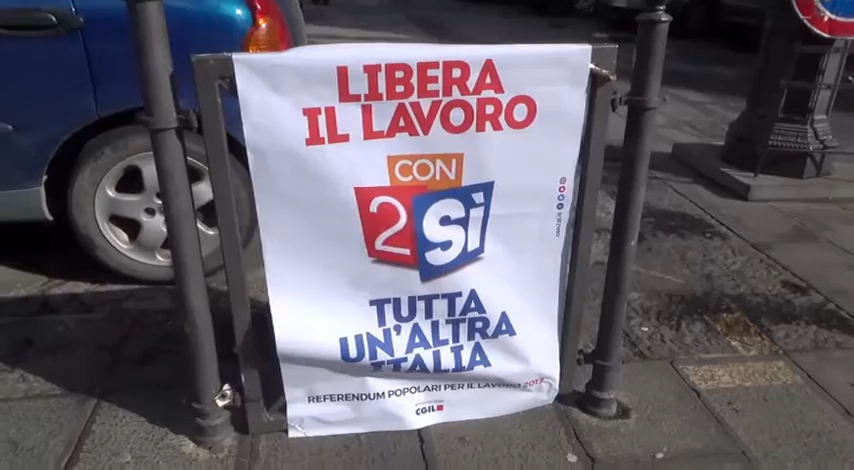 LIBERA
IL LAVORO
CON
2 Sì
TUTTA
UN'ALTRA
ITALIA
REFERENDUM POPOLARI PER IL LAVORO 2017
CGIL